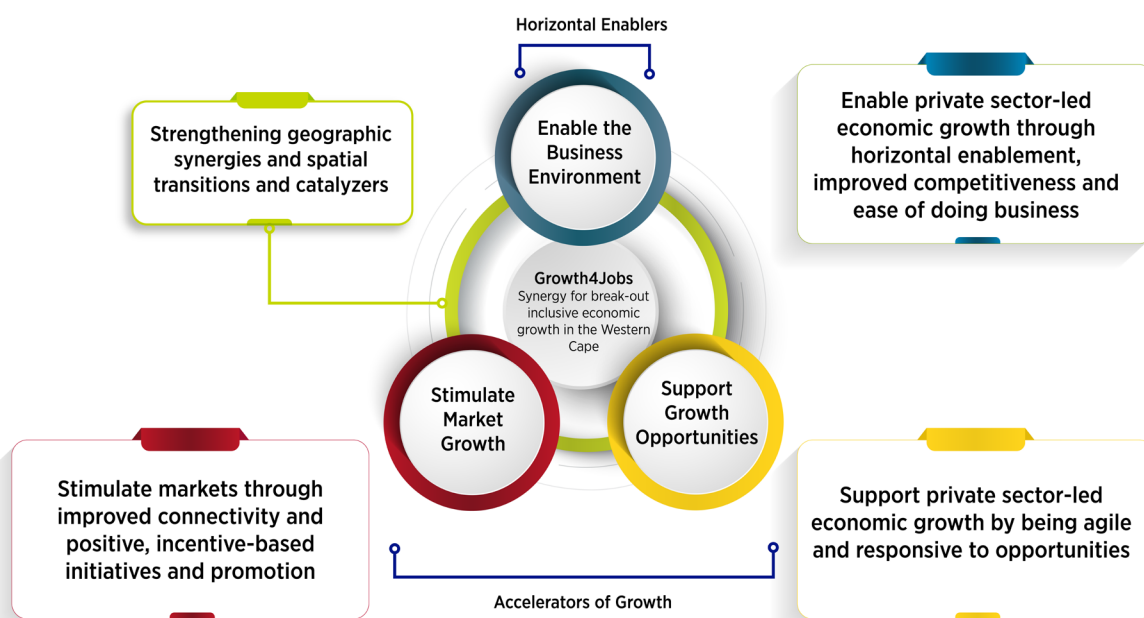 Horizontal Enablers
Strengthening geographic
synergies and spatial
transitions and catalyzers
Enable the
Business
Environment
Enable private sector-led
economic growth through
horizontal enablement,
improved competitiveness and
ease of doing business
Growth4Jobs
Synergy for break-out
inclusive economic
growth in the Western
Cape
Stimulate
Market
Growth
Support
Growth
Opportunities
Stimulate markets through
improved connectivity and
positive, incentive-based
initiatives and promotion
Support private sector-led
economic growth by being agile
and responsive to opportunities
Accelerators of Growth